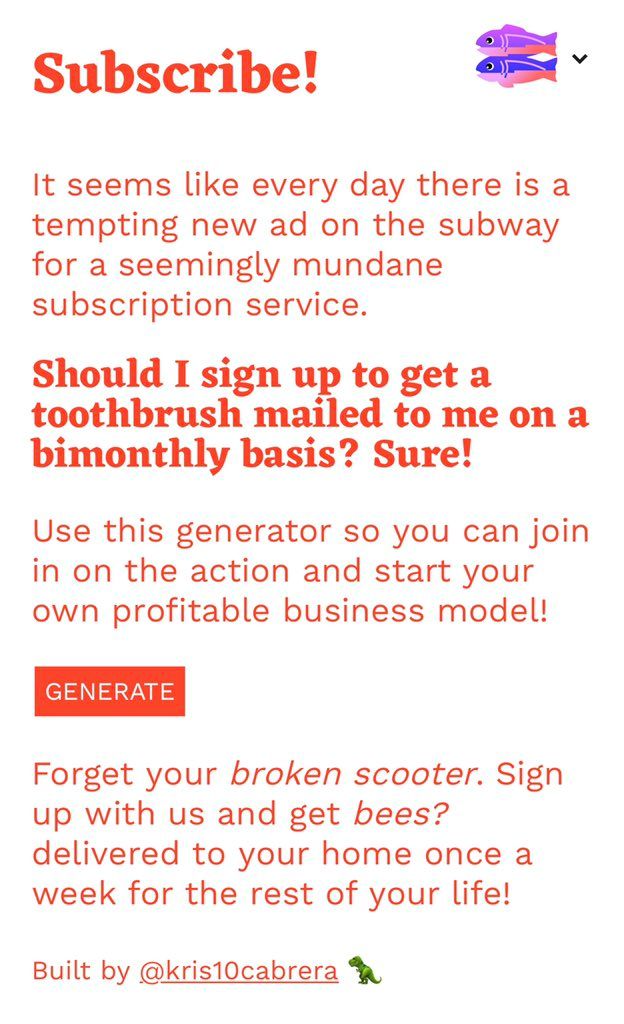 Subscribe!
It seems like every day there is a
tempting new ad on the subway
for a seemingly mundane
subscription service.
Should I sign up to get a
toothbrush mailed to me on a
bimonthly basis? Sure!
Use this generator so you can join
in on the action and start your
own profitable business model!
GENERATE
Forget your broken scooter. Sign
up with us and get bees?
delivered to your home once a
week for the rest of your life!
Built by @kris10cabrera 🦖